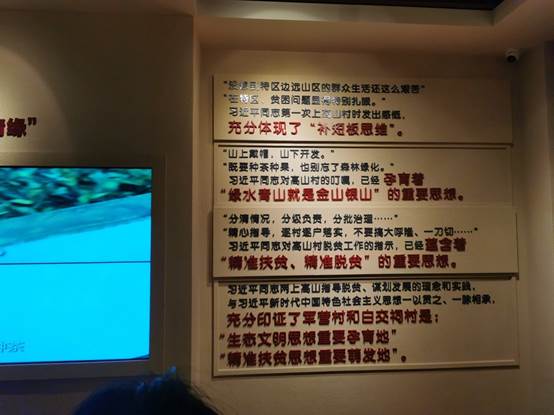 情缘”
“没想到特区边远山区的群众生活还这么艰苦”
“在特区、贫困问题显得特别扎眼。”
习近平同志第一次上高山村时发出感慨，
充分体现了“补短板思维”。
“山上戴帽，山下开发。”
“既要种茶种果，也别忘了森林绿化。”
习近平同志对高山村的叮嘱，已经孕育着
“绿水青山就是金山银山”的重要思想。
“分清情况，分级负责，分批治理……”
“精心指导，逐村逐户落实，不要搞大呼隆、一刀切……”
习近平同志对高山村脱贫工作的指示，已经蕴含着
“精准扶贫、精准脱贫”的重要思想。
习近平同志两上高山指导脱贫、谋划发展的理念和实践，
与习近平新时代中国特色社会主义思想一以贯之、一脉相承，
充分印证了军营村和白交祠村是：
“生态文明思想重要孕育地”
“精准扶贫思想重要萌发地”